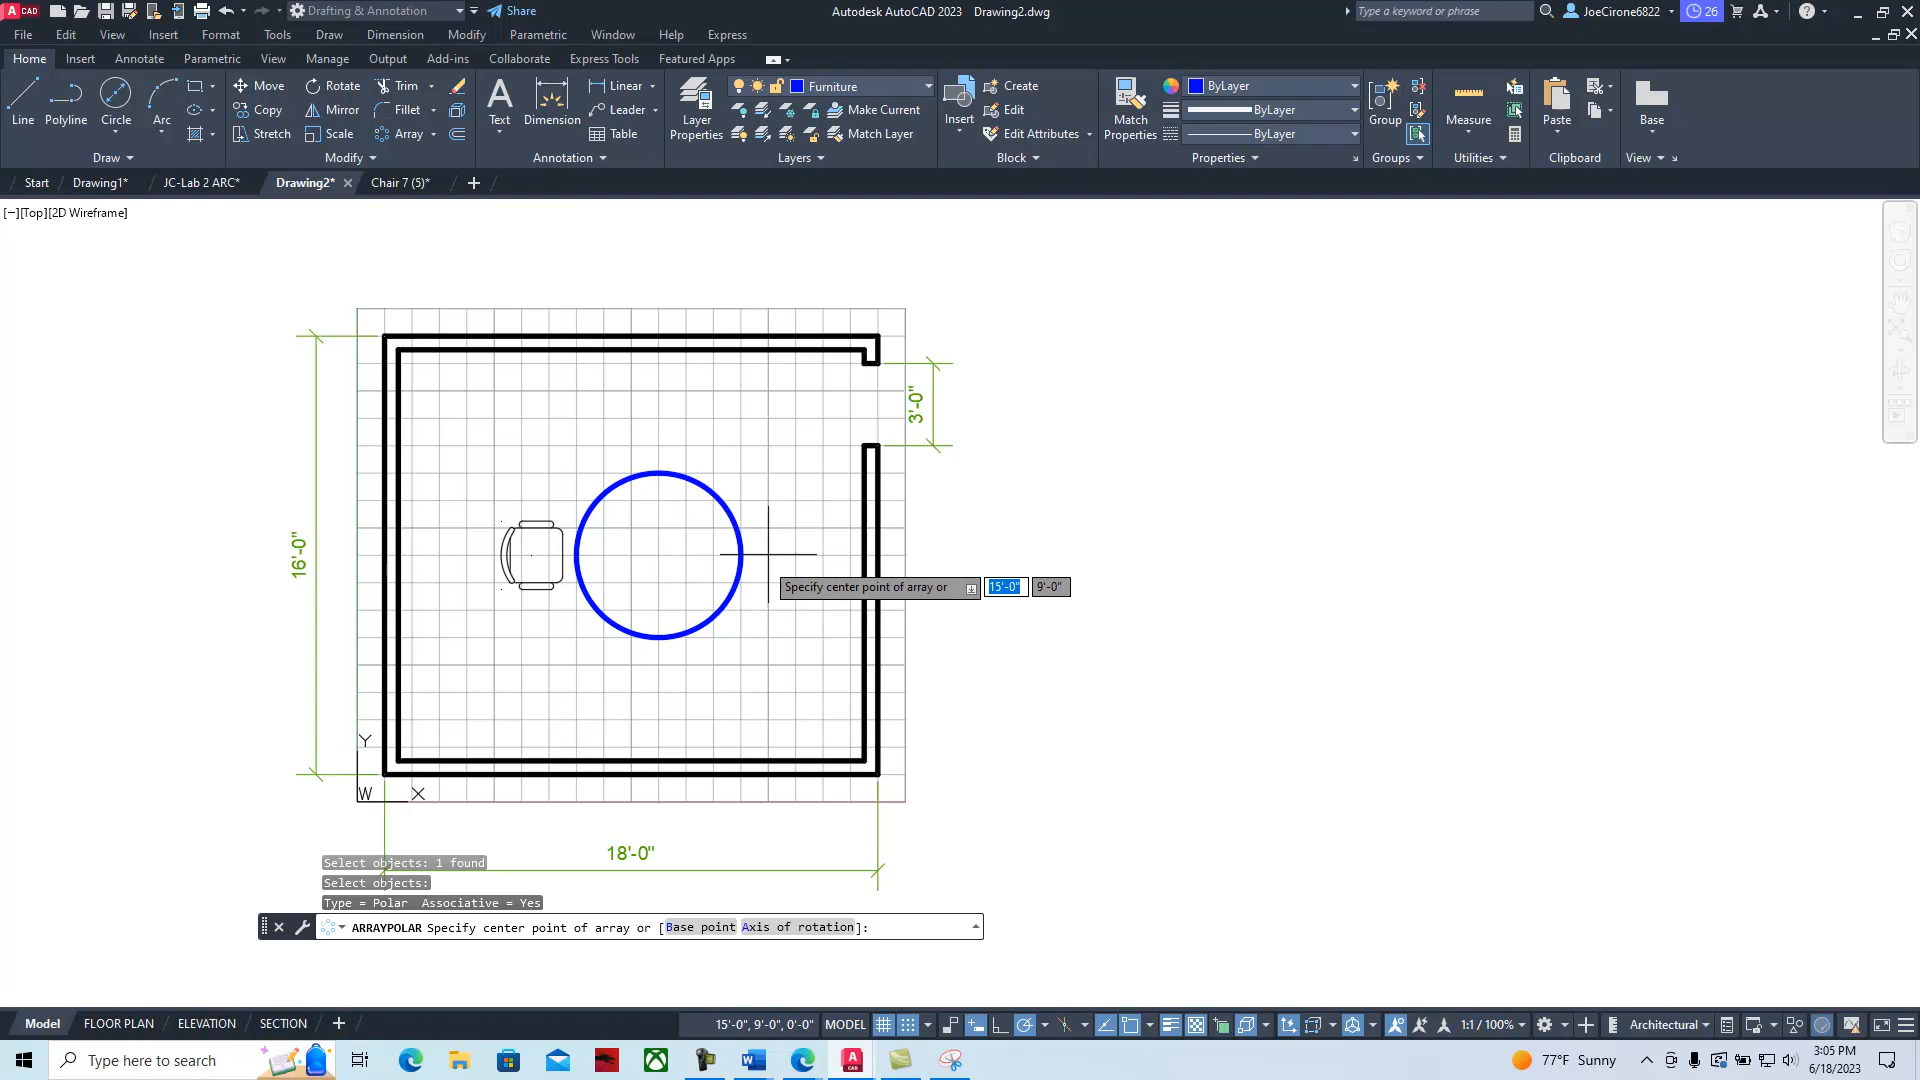 CAD Drafting & Annotation Share Autodesk AutoCAD 2023 Drawing2.dwg Type a keyword or phrase JoeCirone6822 26
File Edit View Insert Format Tools Draw Dimension Modify Parametric Window Help Express
Home Insert Annotate Parametric View Manage Output Add-ins Collaborate Express Tools Featured Apps
Line Polyline Circle Arc
Move Rotate Trim
Copy Mirror Fillet
Stretch Scale Array
Text Dimension
Linear
Leader
Table
Layer Properties
Furniture
Make Current
Match Layer
Insert
Create
Edit
Edit Attributes
Match Properties
ByLayer
ByLayer
ByLayer
Group Measure Paste Base
Draw Modify Annotation Layers Block Properties Groups Utilities Clipboard View
Start Drawing1* JC-Lab 2 ARC* Drawing2* Chair 7 (5)*
[−][Top][2D Wireframe]
3'-0"
16'-0"
Specify center point of array or 15'-0" 9'-0"
Y
W X
18'-0"
Select objects: 1 found
Select objects:
Type = Polar Associative = Yes
ARRAYPOLAR Specify center point of array or [Base point Axis of rotation]:
Model FLOOR PLAN ELEVATION SECTION 15'-0", 9'-0", 0'-0" MODEL 1:1 / 100% Architectural
Type here to search 77°F Sunny 3:05 PM
6/18/2023